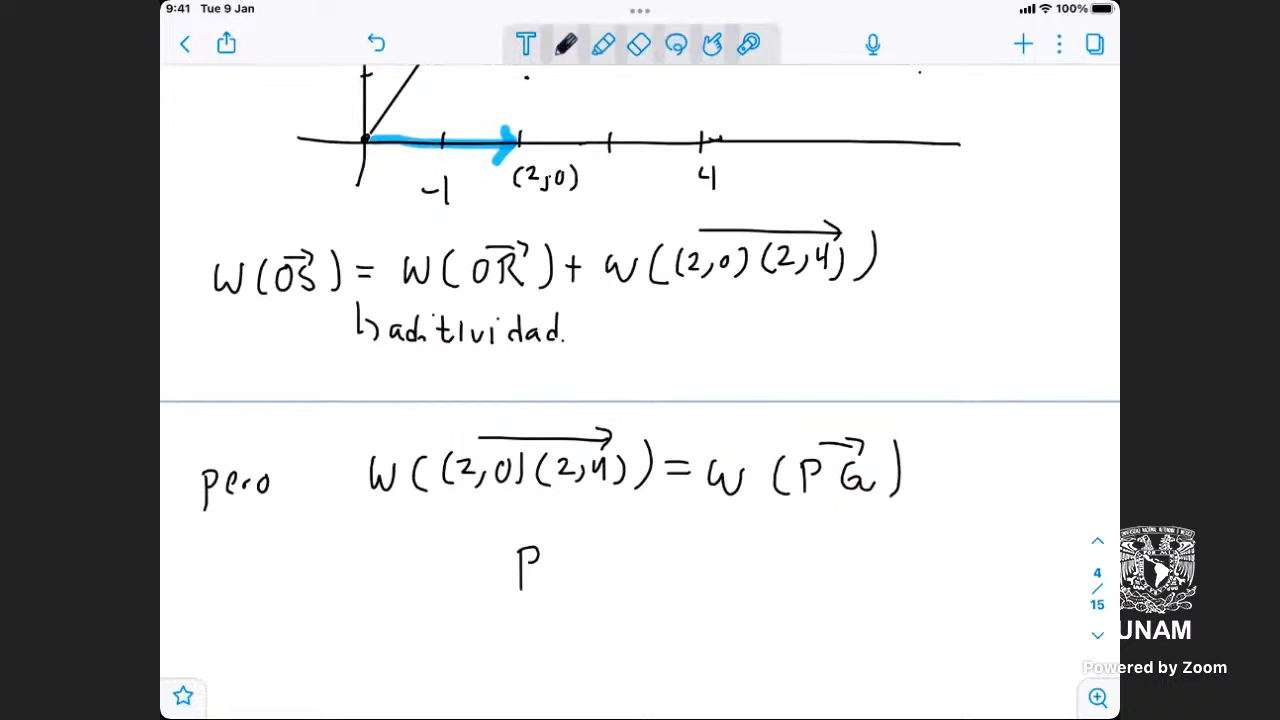 9:41 Tue 9 Jan
100%
T
-1 (2,0) 4
W(OS) = W(OR) + W((2,0)(2,4))
↳ aditividad.
pero W((2,0)(2,4)) = W(PG)
P
4
/
15
UNAM
Powered by Zoom